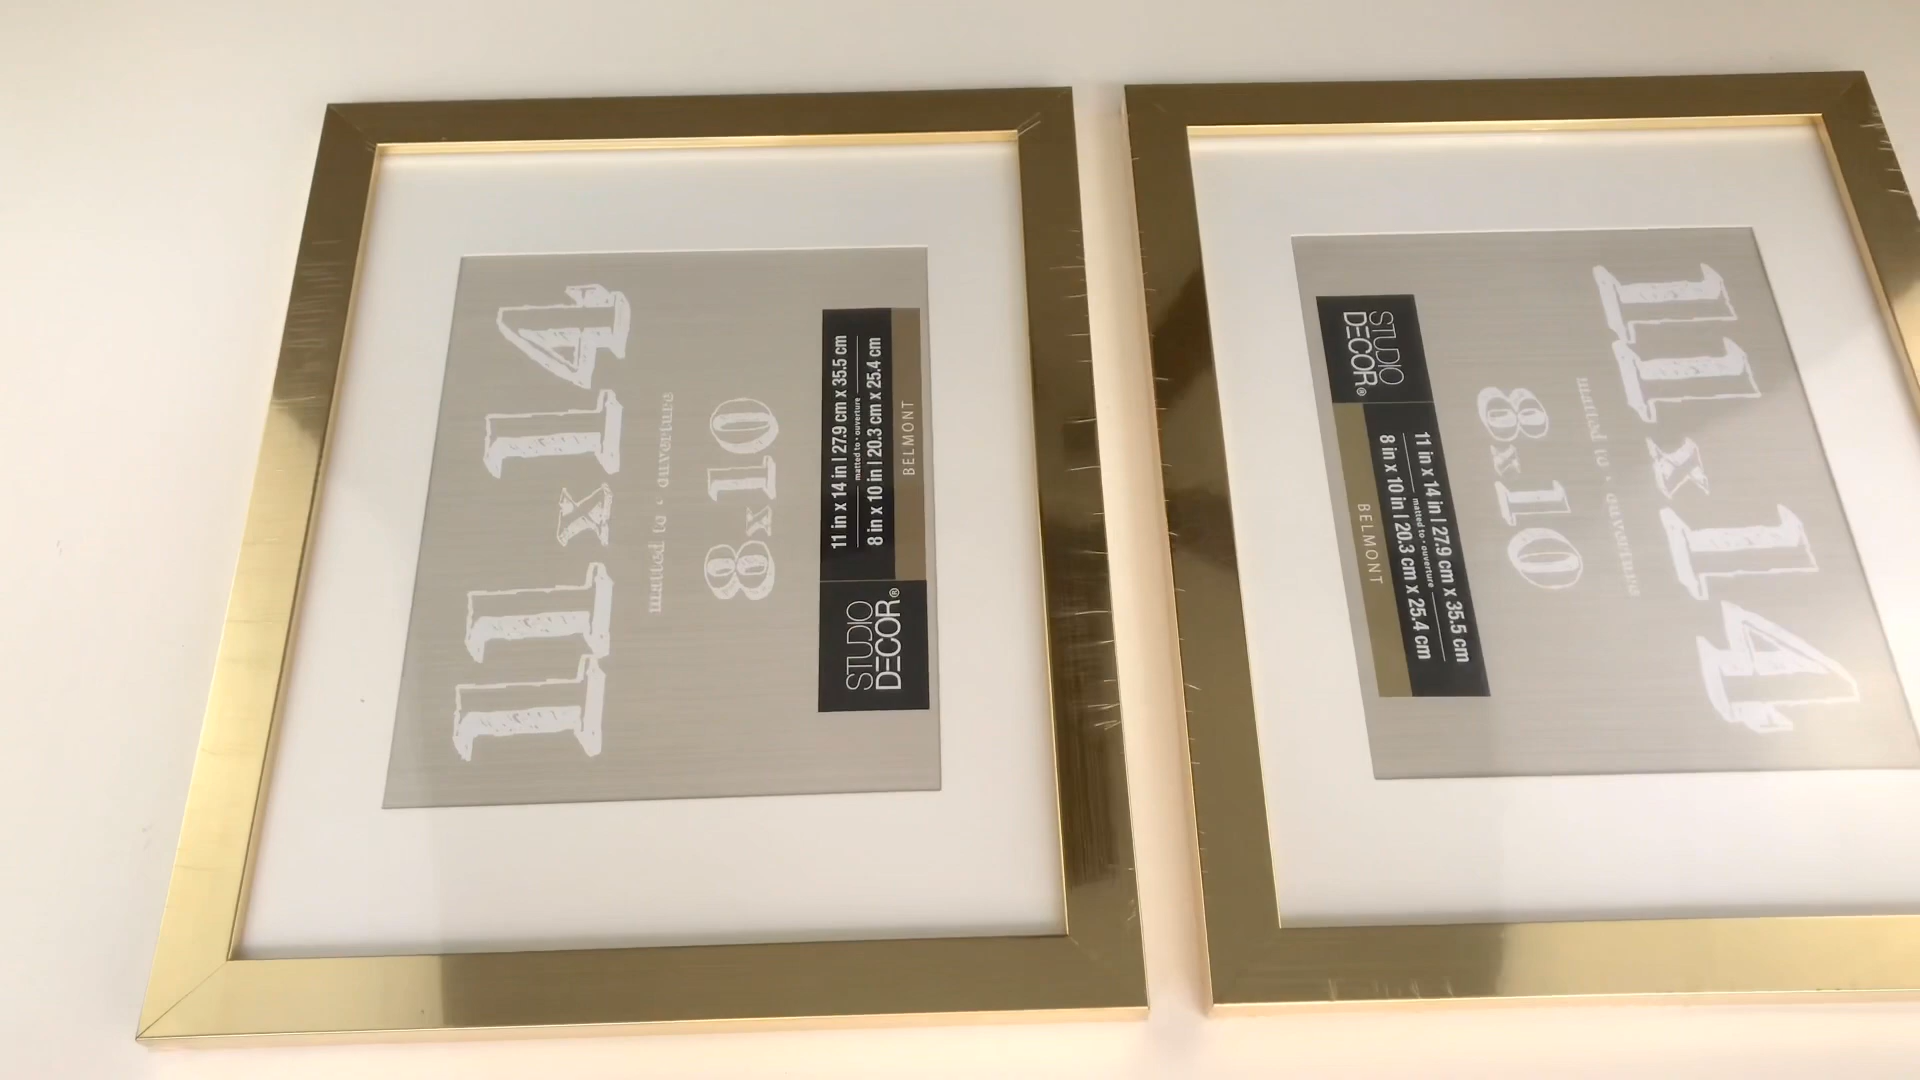 11x14
matted to • ouverture
8x10
11 in x 14 in | 27.9 cm x 35.5 cm
matted to • ouverture
8 in x 10 in | 20.3 cm x 25.4 cm
BELMONT
STUDIO
DECOR®
11x14
matted to • ouverture
8x10
STUDIO
DECOR®
11 in x 14 in | 27.9 cm x 35.5 cm
matted to • ouverture
8 in x 10 in | 20.3 cm x 25.4 cm
BELMONT